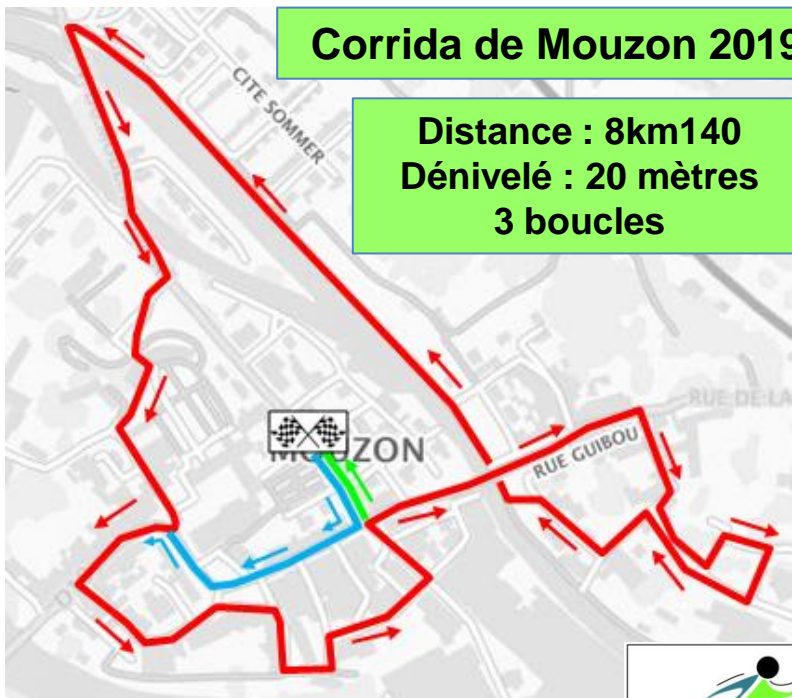 Corrida de Mouzon 2019
Distance : 8km140
Dénivelé : 20 mètres
3 boucles
CITE SOMMER
RUE DE LA
RUE GUIBOU
MOUZON